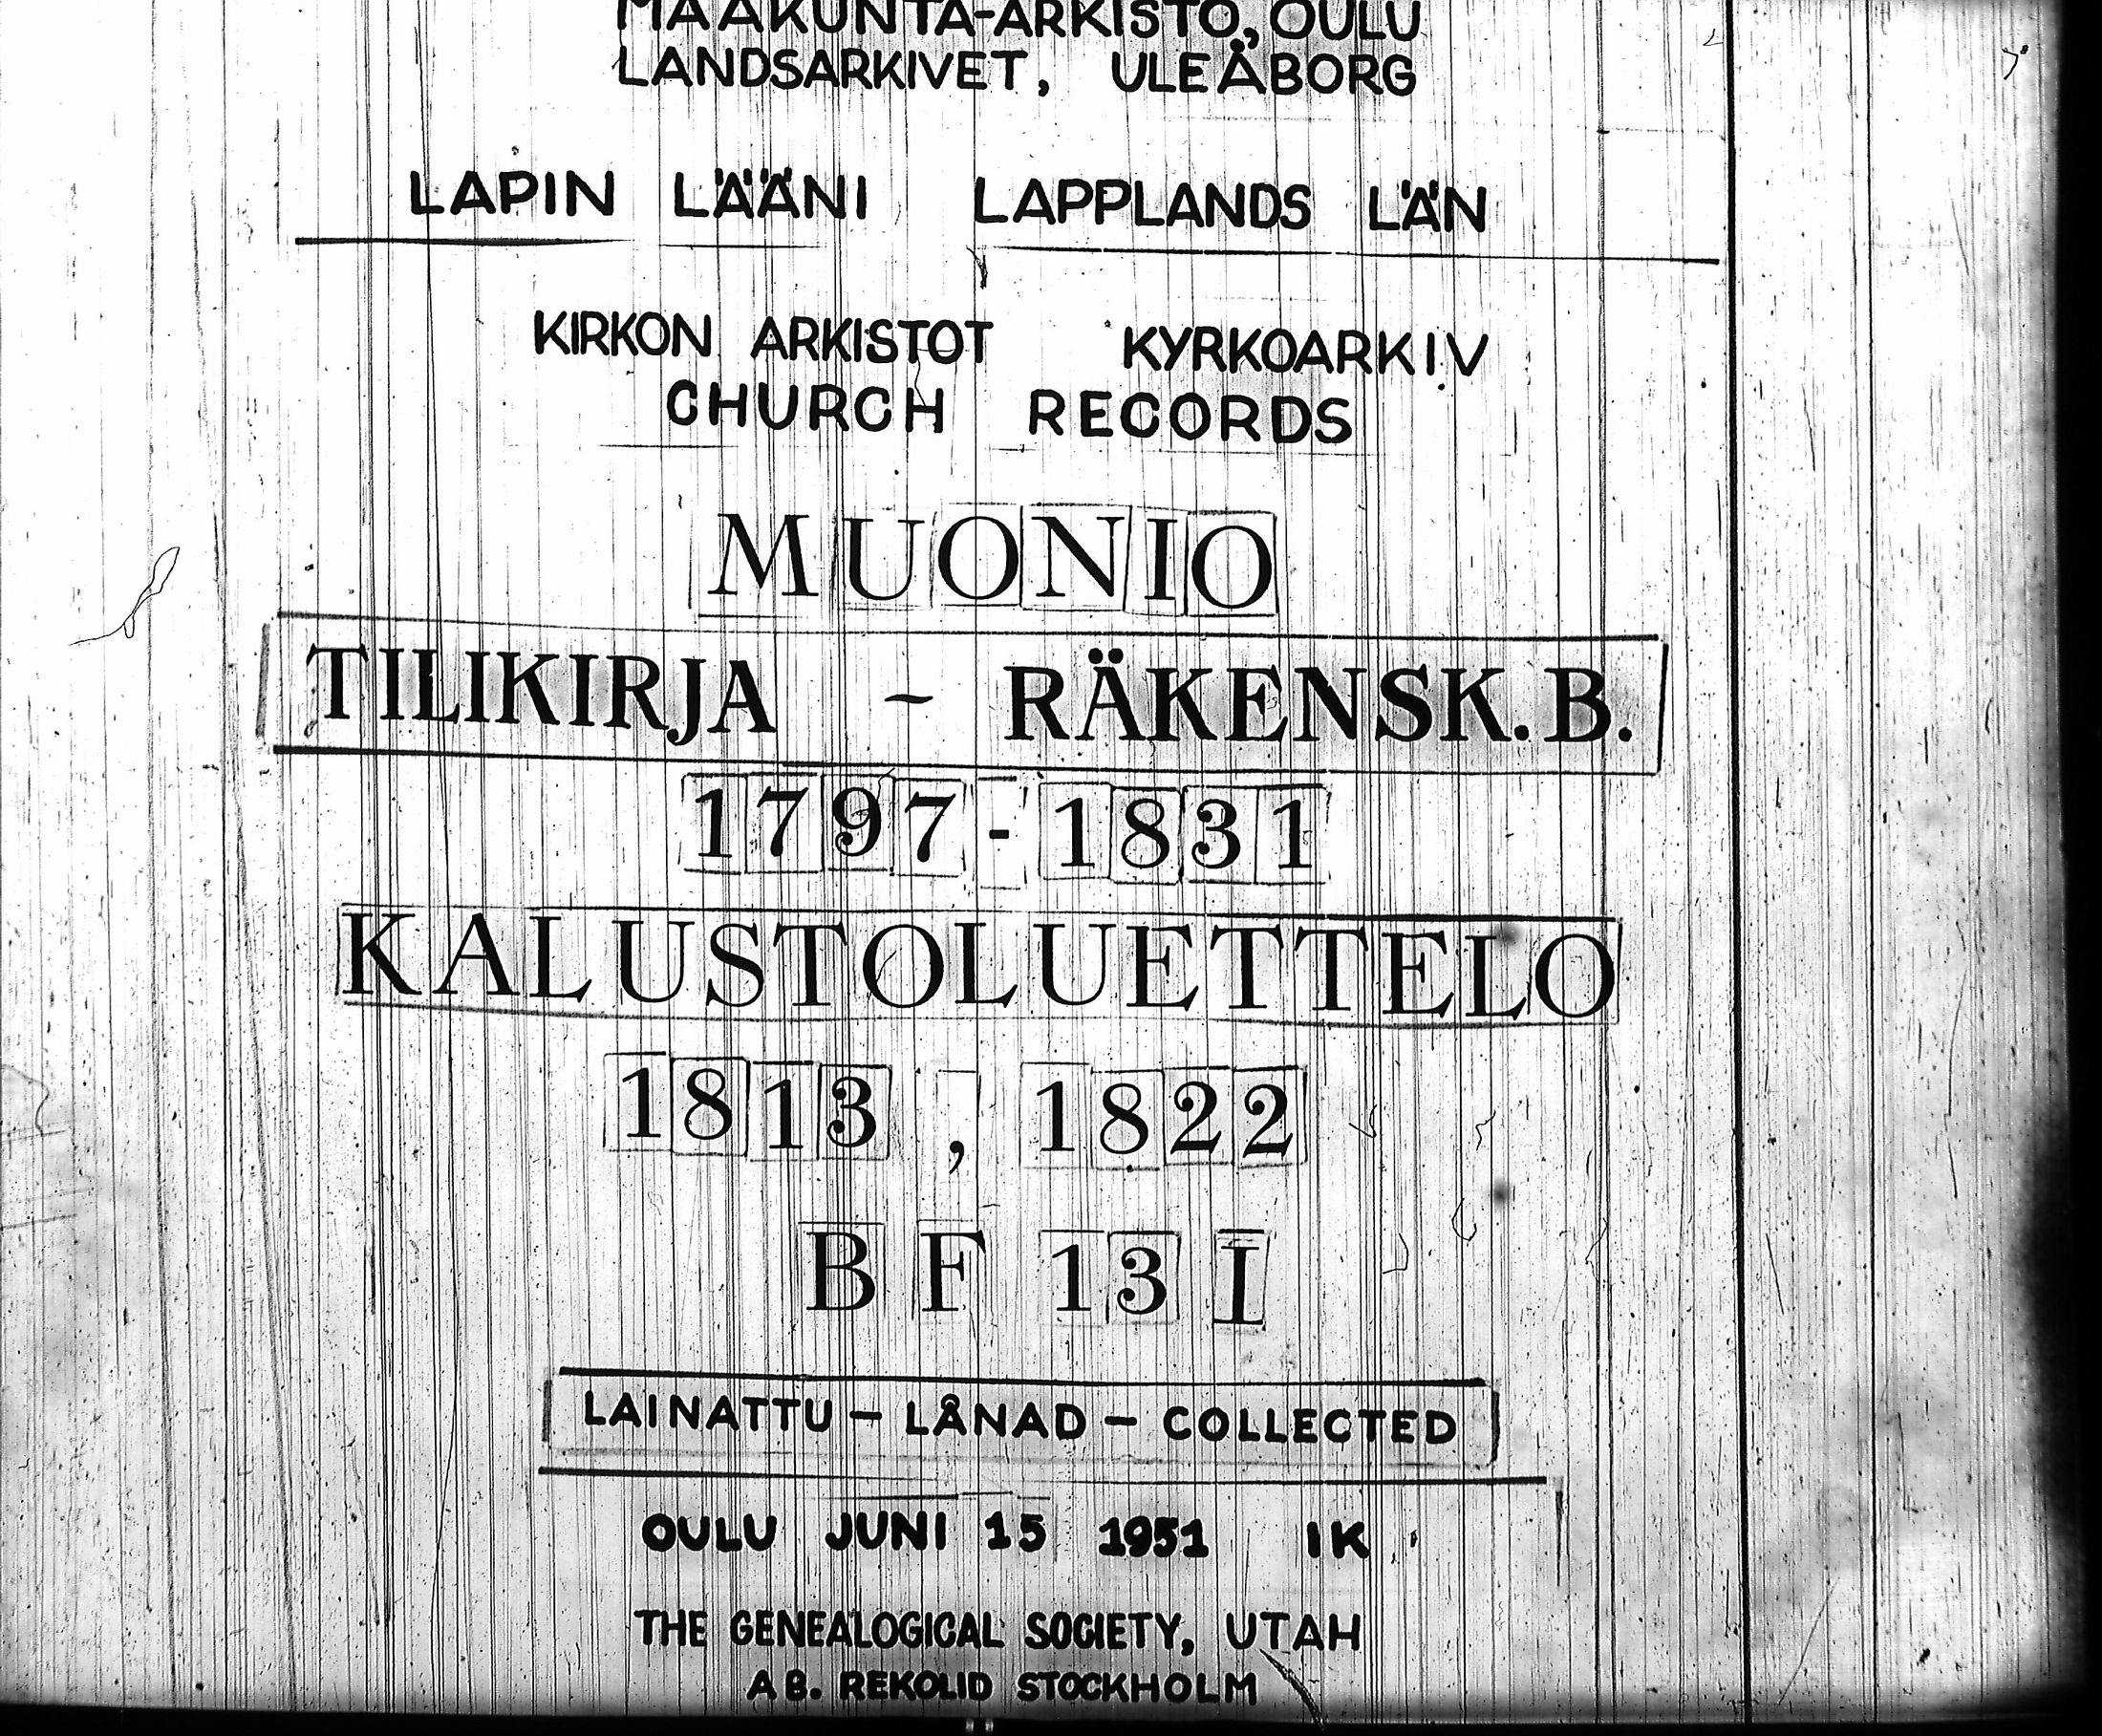 MAAKUNTA-ARKISTO, OULU
LANDSARKIVET, ULEÅBORG
LAPIN LÄÄNI LAPPLANDS LÄN
KIRKON ARKISTOT KYRKOARKIV
CHURCH RECORDS
MUONIO
TILIKIRJA - RÄKENSK.B.
1797-1831
KALUSTOLUETTELO
1813, 1822
BF 13 I
LAINATTU - LÅNAD - COLLECTED
OULU JUNI 15 1951 IK
THE GENEALOGICAL SOCIETY, UTAH
AB. REKOLID STOCKHOLM